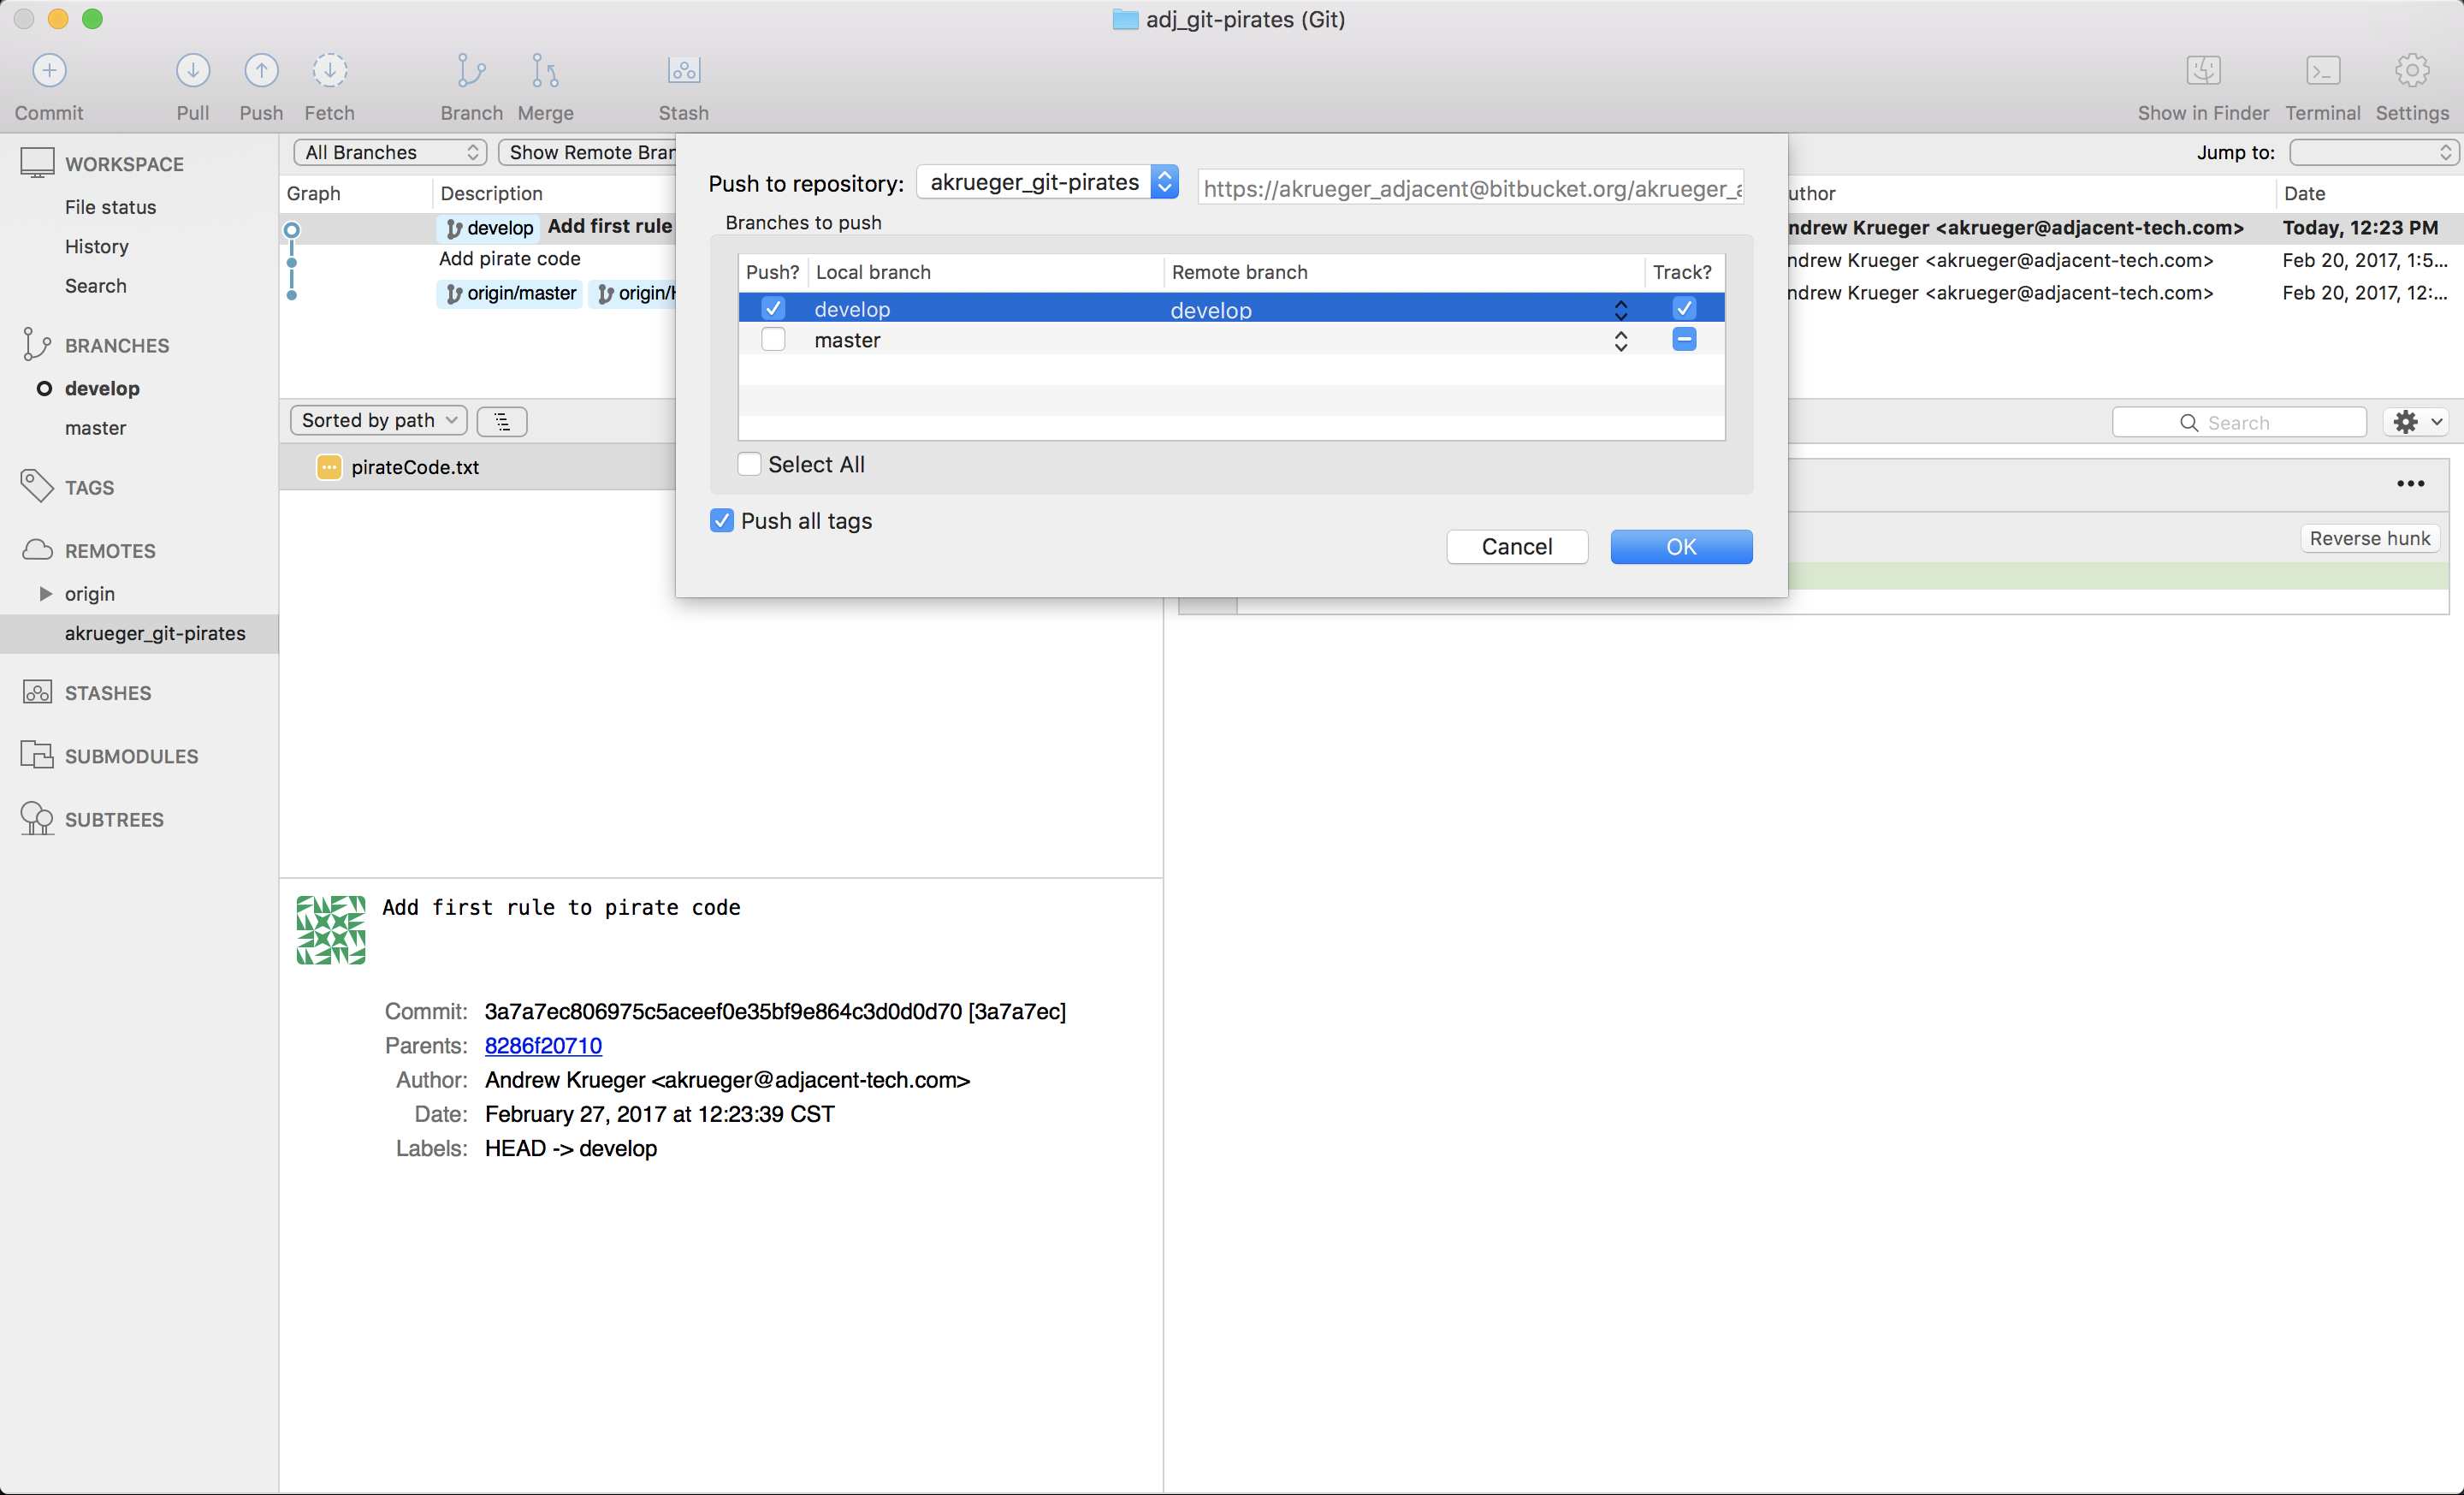 adj_git-pirates (Git)
Commit Pull Push Fetch Branch Merge Stash Show in Finder Terminal Settings
WORKSPACE
File status
History
Search
BRANCHES
develop
master
TAGS
REMOTES
origin
akrueger_git-pirates
STASHES
SUBMODULES
SUBTREES
All Branches Show Remote Bran Jump to:
Graph Description uthor Date
develop Add first rule ndrew Krueger <akrueger@adjacent-tech.com> Today, 12:23 PM
Add pirate code ndrew Krueger <akrueger@adjacent-tech.com> Feb 20, 2017, 1:5...
origin/master origin/H ndrew Krueger <akrueger@adjacent-tech.com> Feb 20, 2017, 12:...
Push to repository: akrueger_git-pirates https://akrueger_adjacent@bitbucket.org/akrueger_a
Branches to push
Push? Local branch Remote branch Track?
develop develop
master
Select All
Push all tags
Cancel OK
Sorted by path Search
pirateCode.txt
Reverse hunk
Add first rule to pirate code
Commit: 3a7a7ec806975c5aceef0e35bf9e864c3d0d0d70 [3a7a7ec]
Parents: 8286f20710
Author: Andrew Krueger <akrueger@adjacent-tech.com>
Date: February 27, 2017 at 12:23:39 CST
Labels: HEAD -> develop